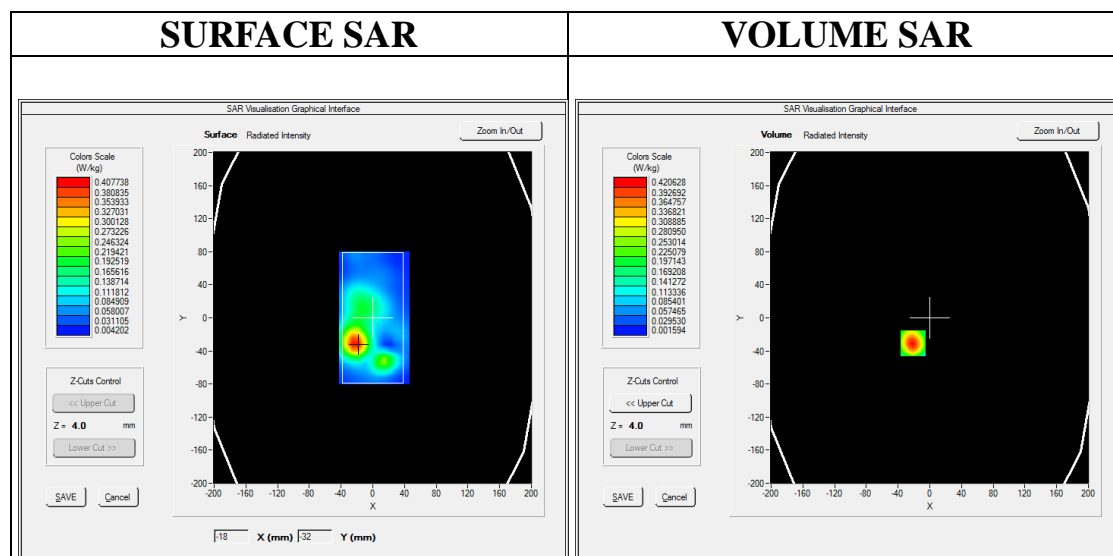 SURFACE SAR
VOLUME SAR
SAR Visualisation Graphical Interface
Surface Radiated Intensity
Zoom In/Out
Colors Scale
(W/kg)
0.407738
0.380835
0.353933
0.327031
0.300128
0.273226
0.246324
0.219421
0.192519
0.165616
0.138714
0.111812
0.084909
0.058007
0.031105
0.004202
200
160
120
80
40
0
-40
-80
-120
-160
-200
Y
-200 -160 -120 -80 -40 0 40 80 120 160 200
X
Z-Cuts Control
<< Upper Cut
Z = 4.0 mm
Lower Cut >>
SAVE Cancel
-18 X (mm) -32 Y (mm)
SAR Visualisation Graphical Interface
Volume Radiated Intensity
Zoom In/Out
Colors Scale
(W/kg)
0.420628
0.392692
0.364757
0.336821
0.308885
0.280950
0.253014
0.225079
0.197143
0.169208
0.141272
0.113336
0.085401
0.057465
0.029530
0.001594
200
160
120
80
40
0
-40
-80
-120
-160
-200
Y
-200 -160 -120 -80 -40 0 40 80 120 160 200
X
Z-Cuts Control
<< Upper Cut
Z = 4.0 mm
Lower Cut >>
SAVE Cancel